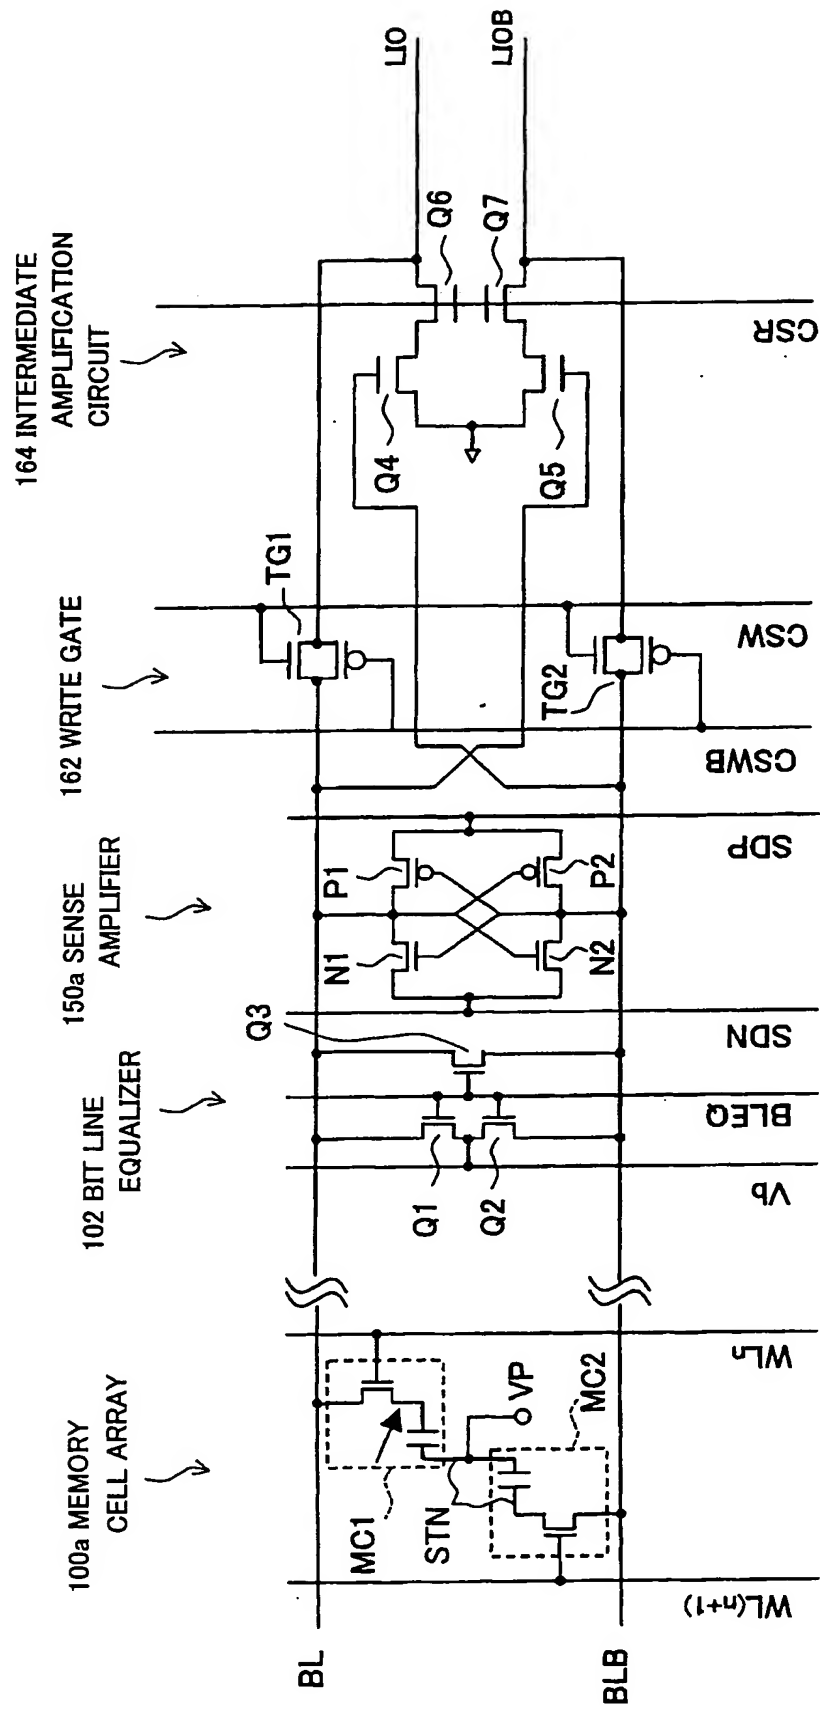 100a MEMORY
CELL ARRAY
102 BIT LINE
EQUALIZER
150a SENSE
AMPLIFIER
162 WRITE GATE
164 INTERMEDIATE
AMPLIFICATION
CIRCUIT
BL
BLB
MC1
STN
VP
MC2
Q1
Q2
Q3
N1
P1
N2
P2
TG1
TG2
Q4
Q5
Q6
Q7
LIO
LIOB
WL(n+1)
WLn
Vb
BLEQ
SDN
SDP
CSWB
CSW
CSR